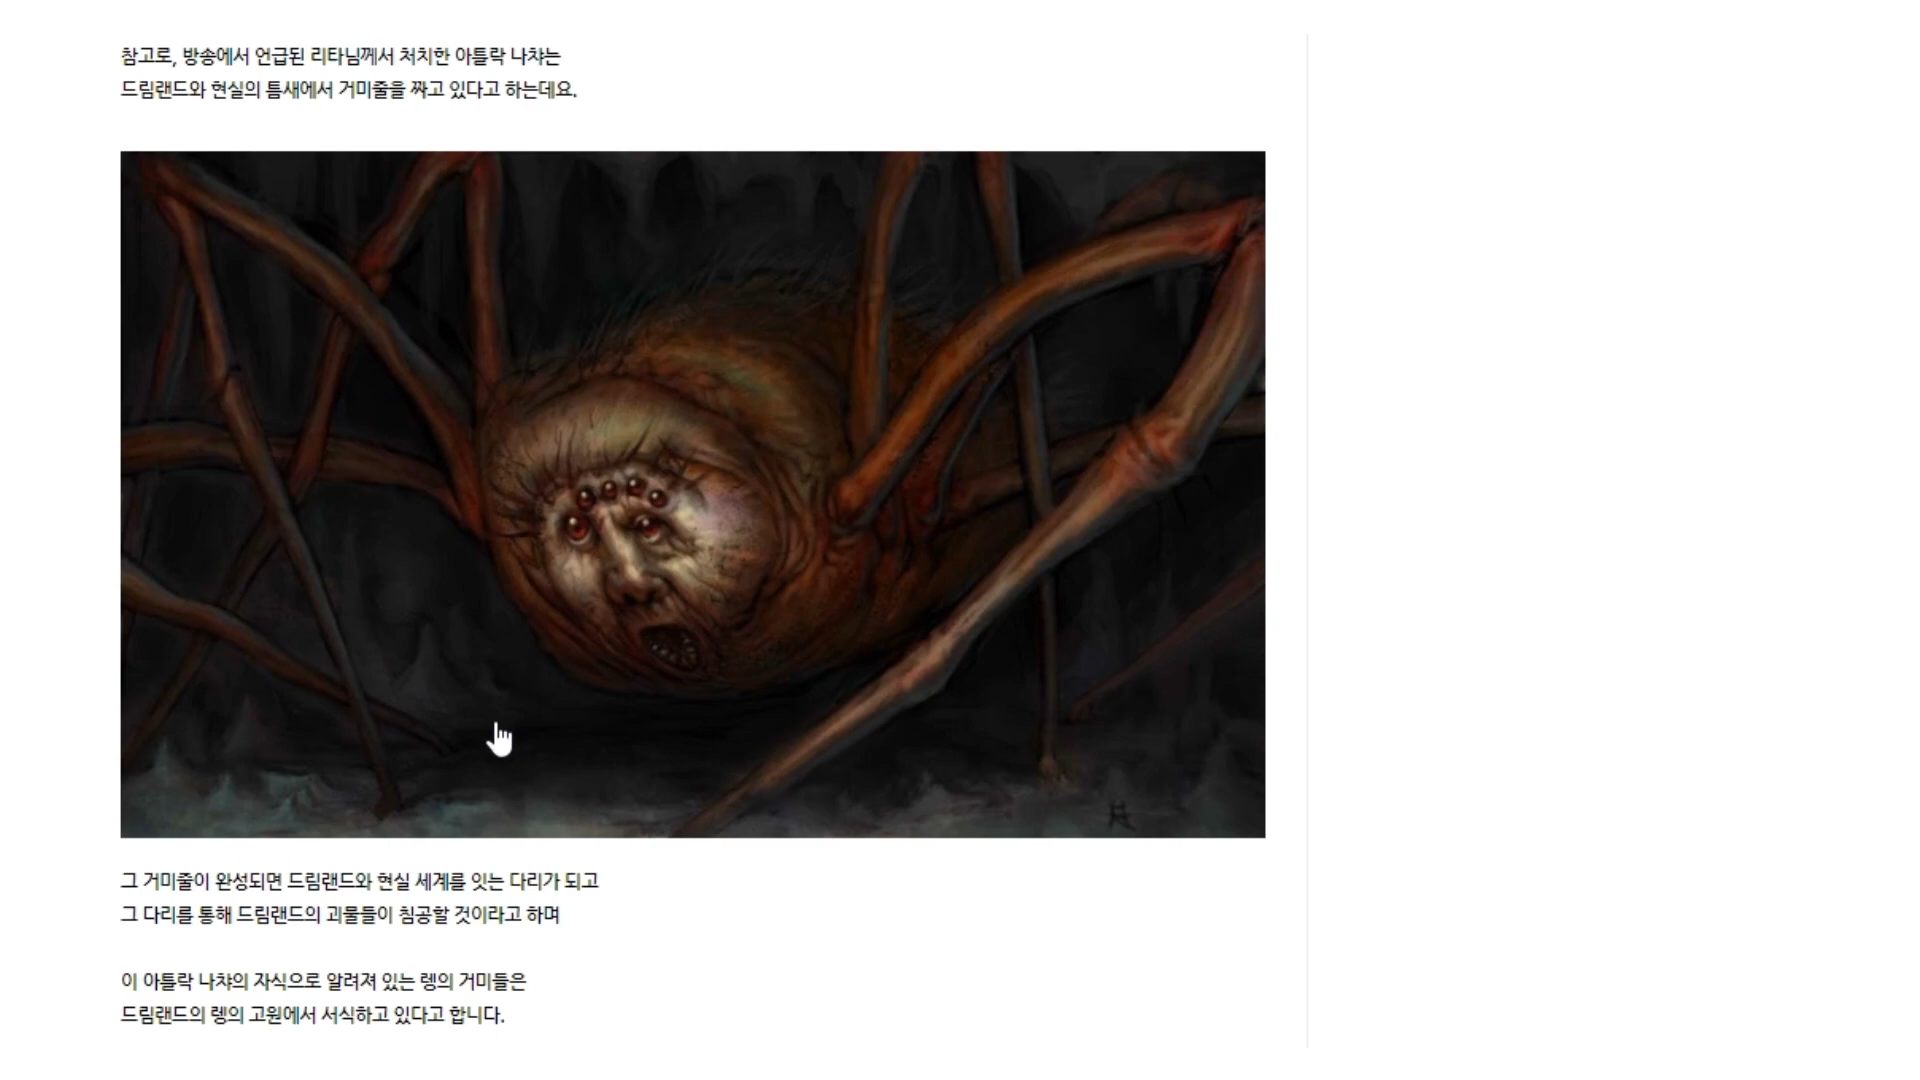 참고로, 방송에서 언급된 리타님께서 처치한 아틀락 나챠는
드림랜드와 현실의 틈새에서 거미줄을 짜고 있다고 하는데요.
그 거미줄이 완성되면 드림랜드와 현실 세계를 잇는 다리가 되고
그 다리를 통해 드림랜드의 괴물들이 침공할 것이라고 하며
이 아틀락 나챠의 자식으로 알려져 있는 렝의 거미들은
드림랜드의 렝의 고원에서 서식하고 있다고 합니다.